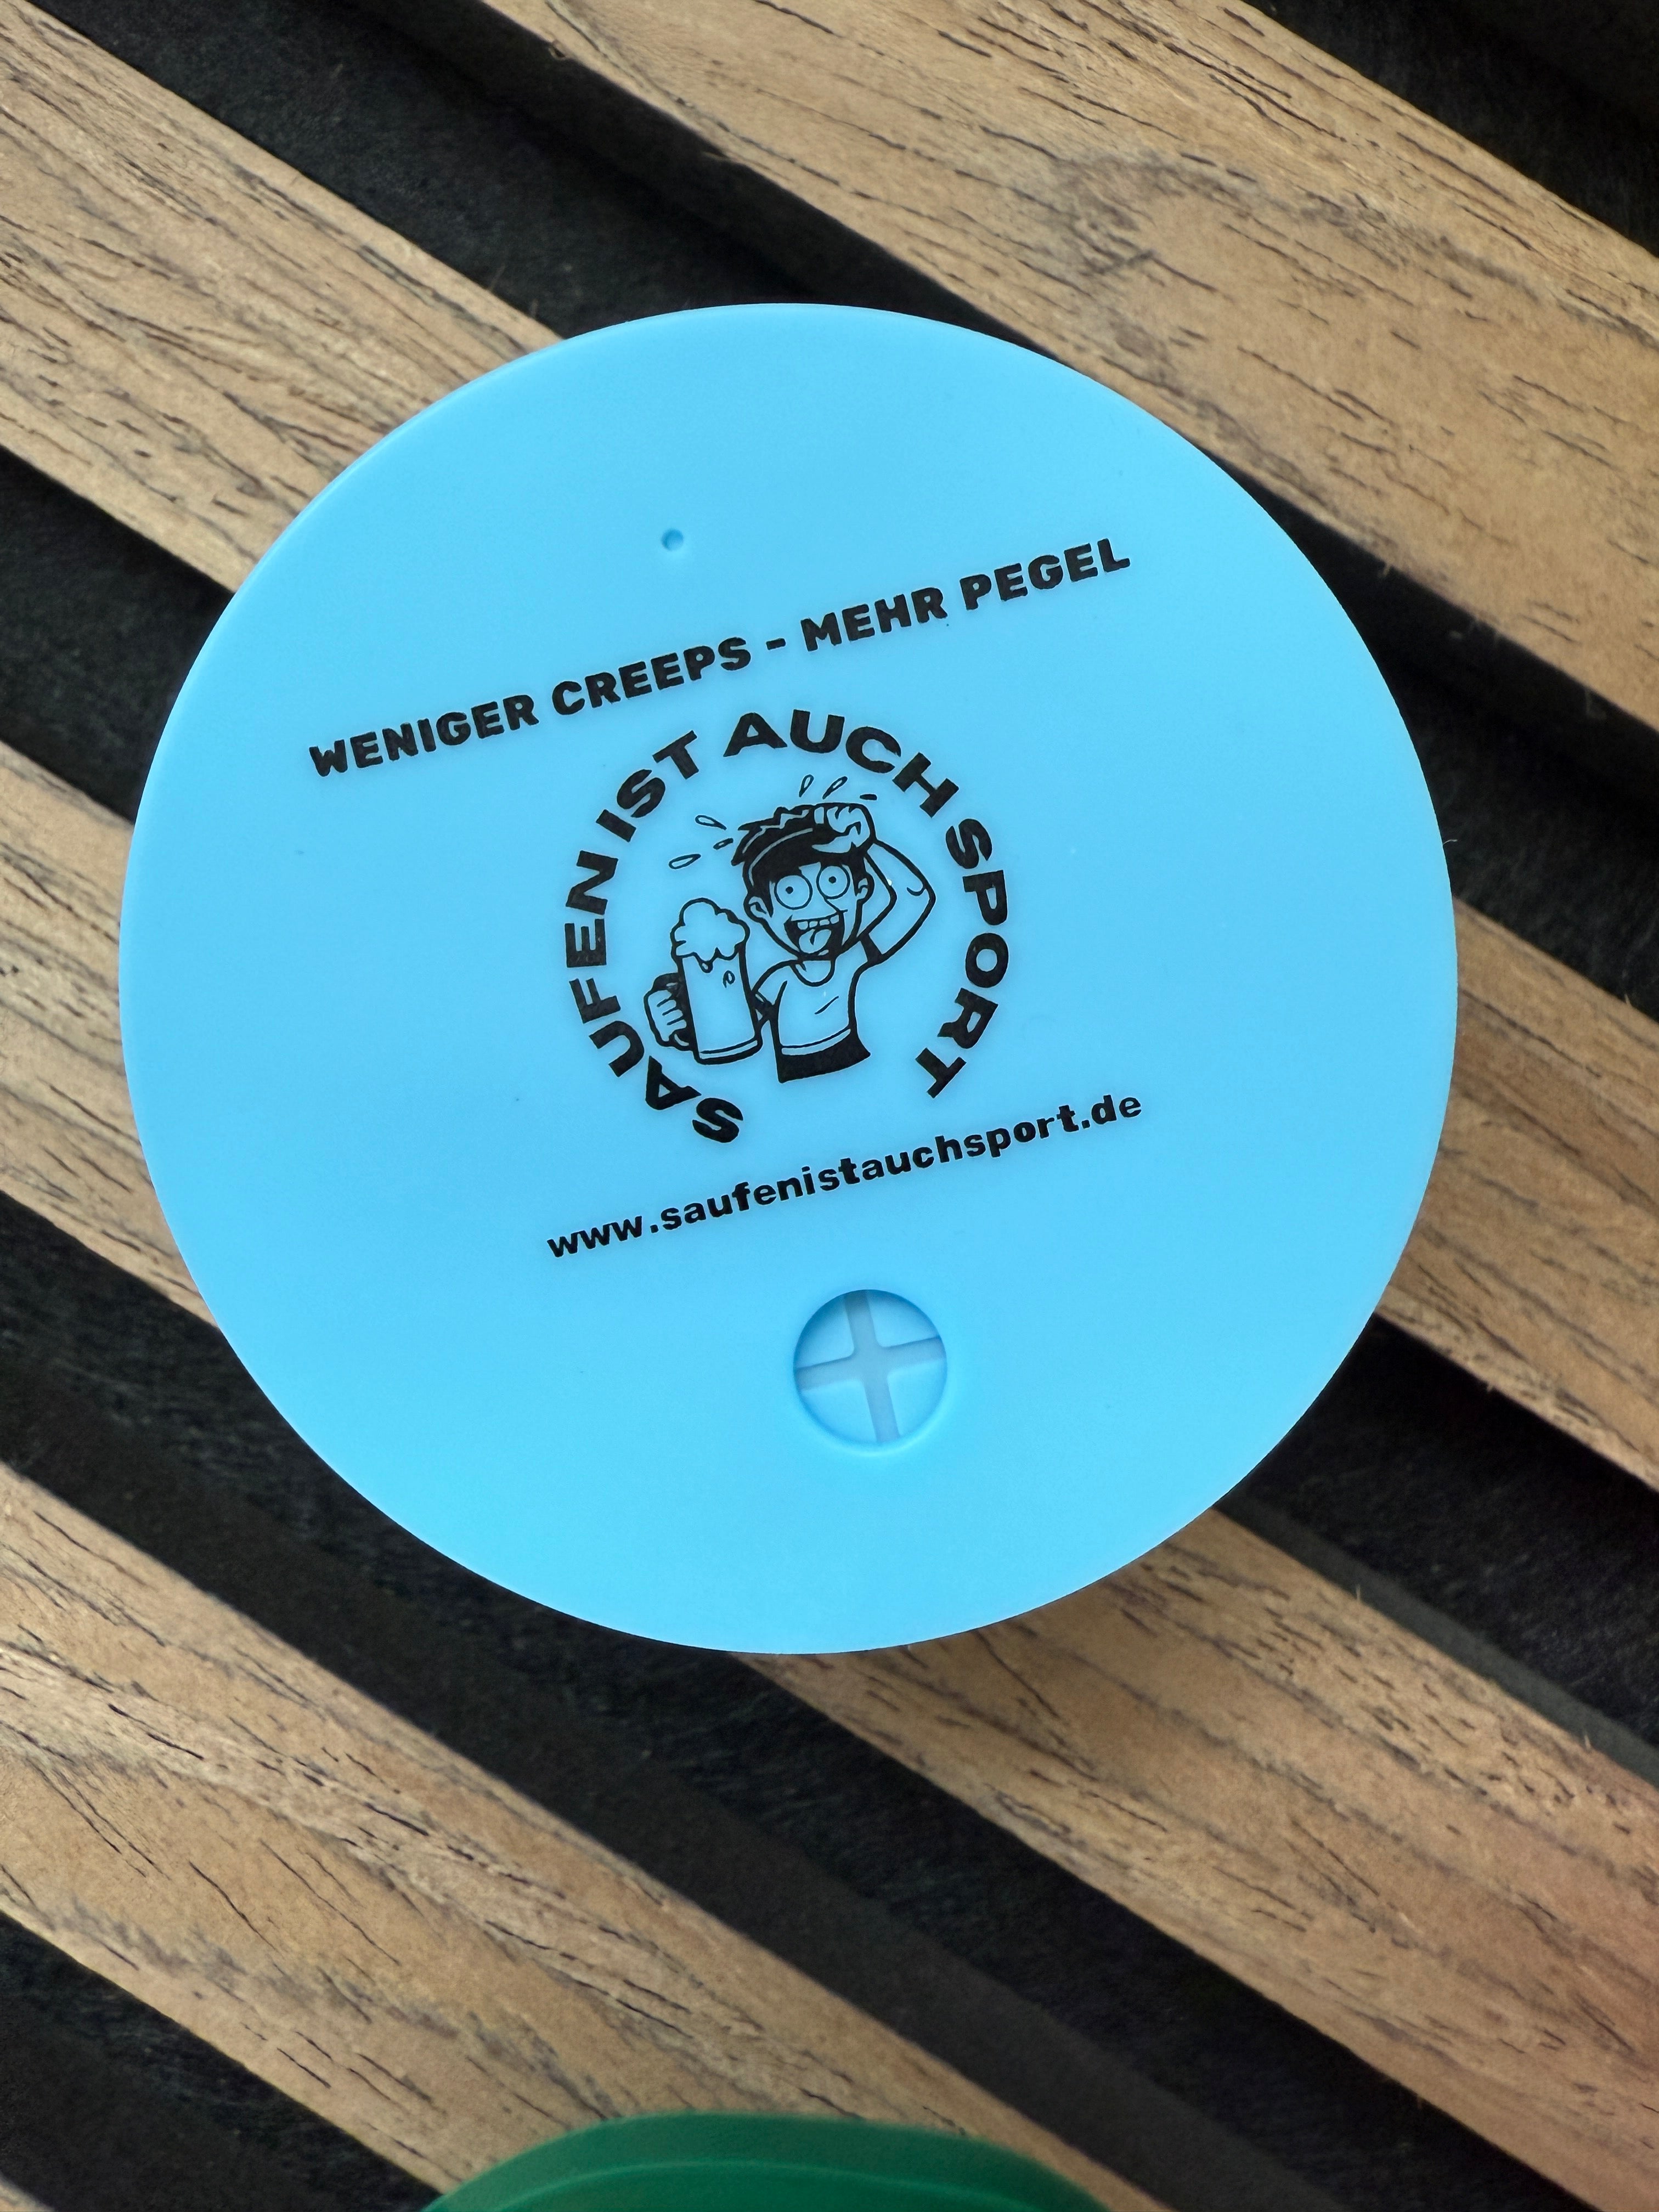 WENIGER CREEPS - MEHR PEGEL
SAUFEN IST AUCH SPORT
www.saufenistauchsport.de